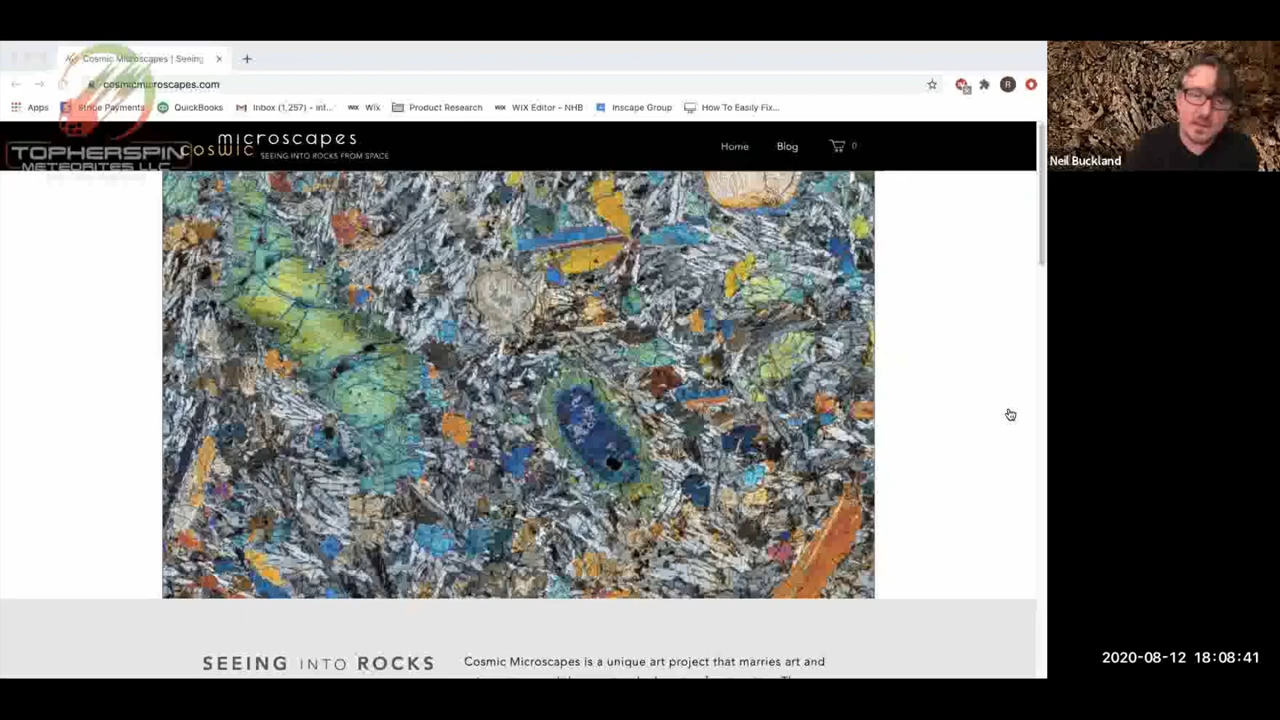 Cosmic Microscapes | Seeing
cosmicmicroscapes.com
Apps
Stripe Payments
QuickBooks
Inbox (1,257) - inf...
Wix
Product Research
WIX Editor - NHB
Inscape Group
How To Easily Fix...
TOPHERSPIN
METEORITES LLC
cosmic microscapes
SEEING INTO ROCKS FROM SPACE
Home
Blog
0
R
Neil Buckland
SEEING INTO ROCKS
Cosmic Microscapes is a unique art project that marries art and
2020-08-12 18:08:41